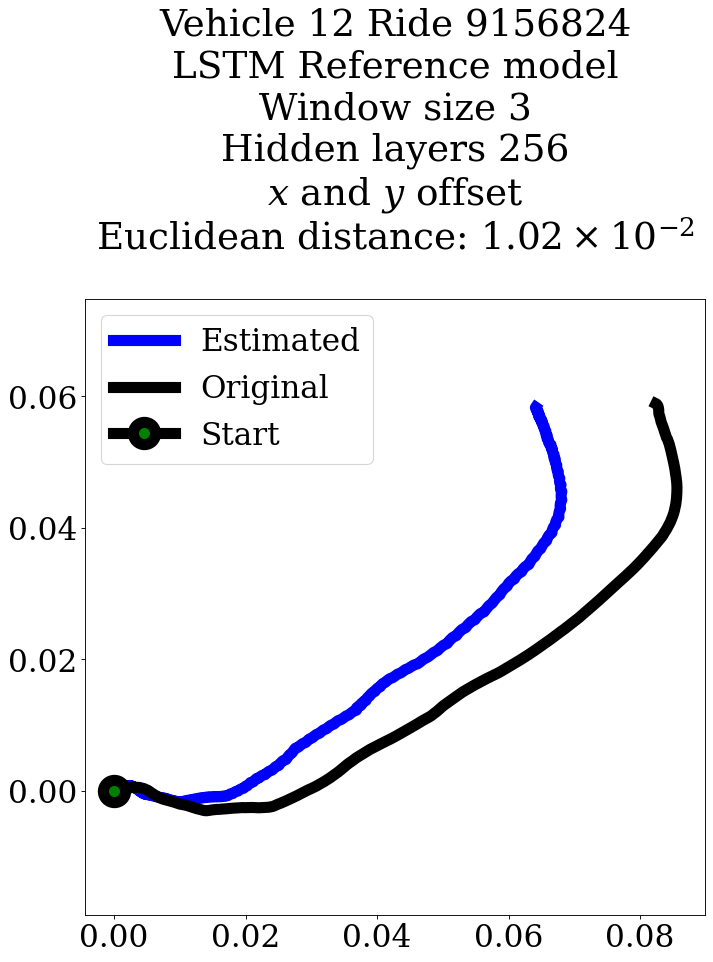 Vehicle 12 Ride 9156824
LSTM Reference model
Window size 3
Hidden layers 256
x and y offset
Euclidean distance: 1.02 × 10⁻²
Estimated
Original
Start
0.06
0.04
0.02
0.00
0.00 0.02 0.04 0.06 0.08